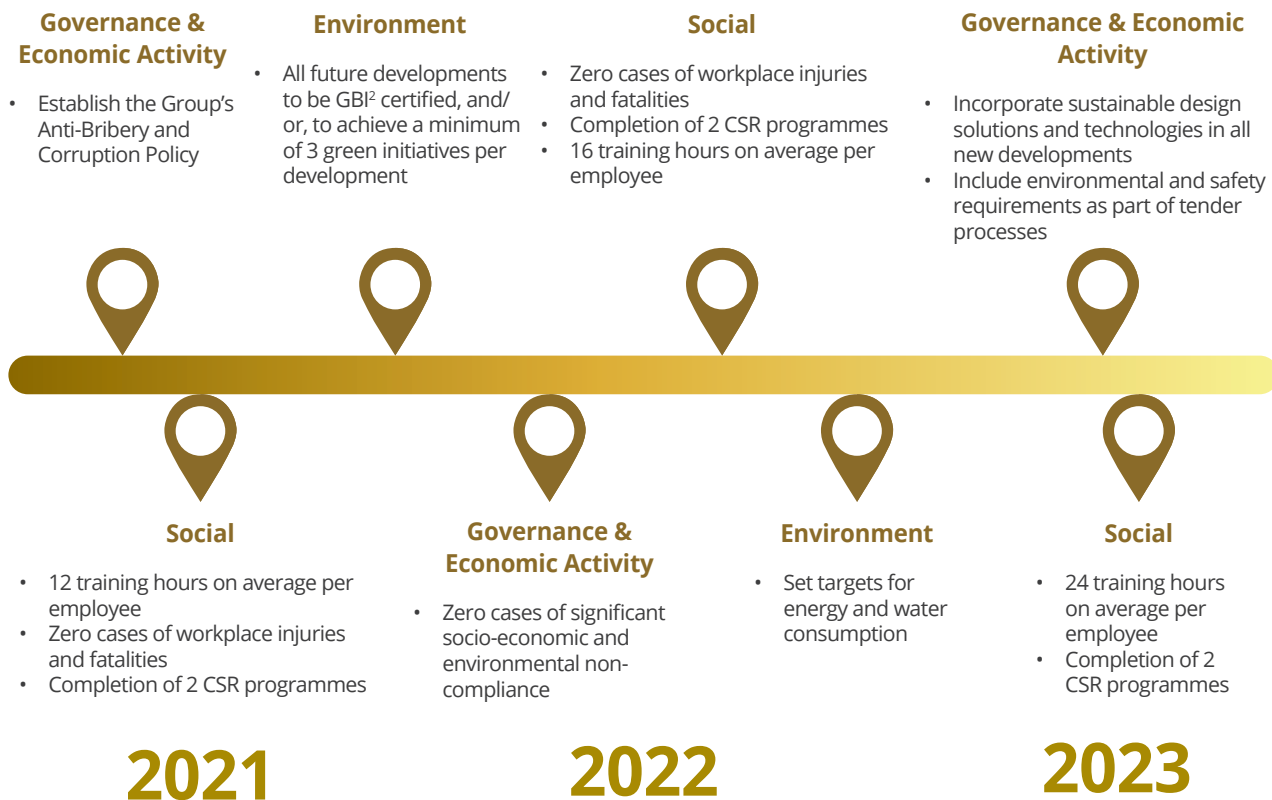 Governance &
Economic Activity
• Establish the Group's
Anti-Bribery and
Corruption Policy
Environment
• All future developments
to be GBI² certified, and/
or, to achieve a minimum
of 3 green initiatives per
development
Social
• Zero cases of workplace injuries
and fatalities
• Completion of 2 CSR programmes
• 16 training hours on average per
employee
Governance & Economic
Activity
• Incorporate sustainable design
solutions and technologies in all
new developments
• Include environmental and safety
requirements as part of tender
processes
Social
• 12 training hours on average per
employee
• Zero cases of workplace injuries
and fatalities
• Completion of 2 CSR programmes
Governance &
Economic Activity
• Zero cases of significant
socio-economic and
environmental non-
compliance
Environment
• Set targets for
energy and water
consumption
Social
• 24 training hours
on average per
employee
• Completion of 2
CSR programmes
2021
2022
2023